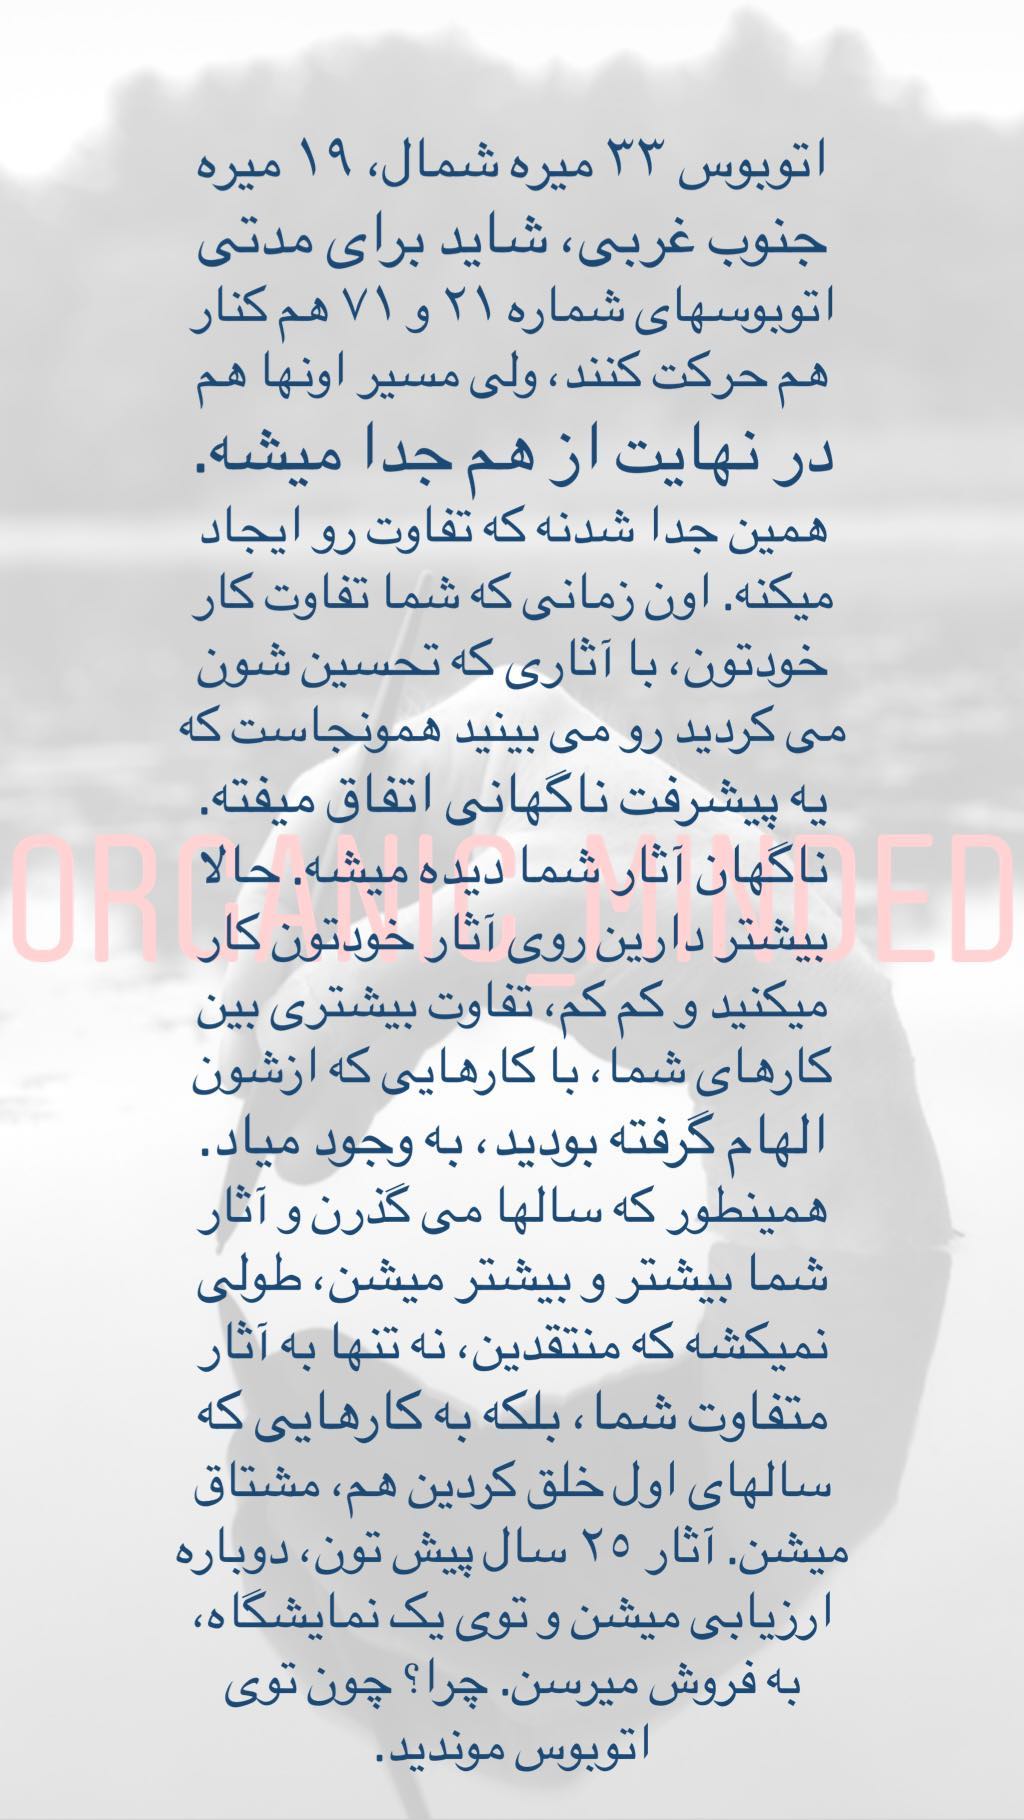 اتوبوس ۳۳ میره شمال، ۱۹ میره
جنوب غربی، شاید برای مدتی
اتوبوسهای شماره ۲۱ و ۷۱ هم کنار
هم حرکت کنند، ولی مسیر اونها هم
در نهایت از هم جدا میشه.
همین جدا شدنه که تفاوت رو ایجاد
میکنه. اون زمانی که شما تفاوت کار
خودتون، با آثاری که تحسین شون
می کردید رو می بینید همونجاست که
یه پیشرفت ناگهانی اتفاق میفته.
ناگهان آثار شما دیده میشه. حالا
ORGANIC_MINDED
بیشتر دارین روی آثار خودتون کار
میکنید و کم کم، تفاوت بیشتری بین
کارهای شما، با کارهایی که ازشون
الهام گرفته بودید، به وجود میاد.
همینطور که سالها می گذرن و آثار
شما بیشتر و بیشتر میشن، طولی
نمیکشه که منتقدین، نه تنها به آثار
متفاوت شما، بلکه به کارهایی که
سالهای اول خلق کردین هم، مشتاق
میشن. آثار ۲۵ سال پیش تون، دوباره
ارزیابی میشن و توی یک نمایشگاه،
به فروش میرسن. چرا؟ چون توی
اتوبوس موندید.